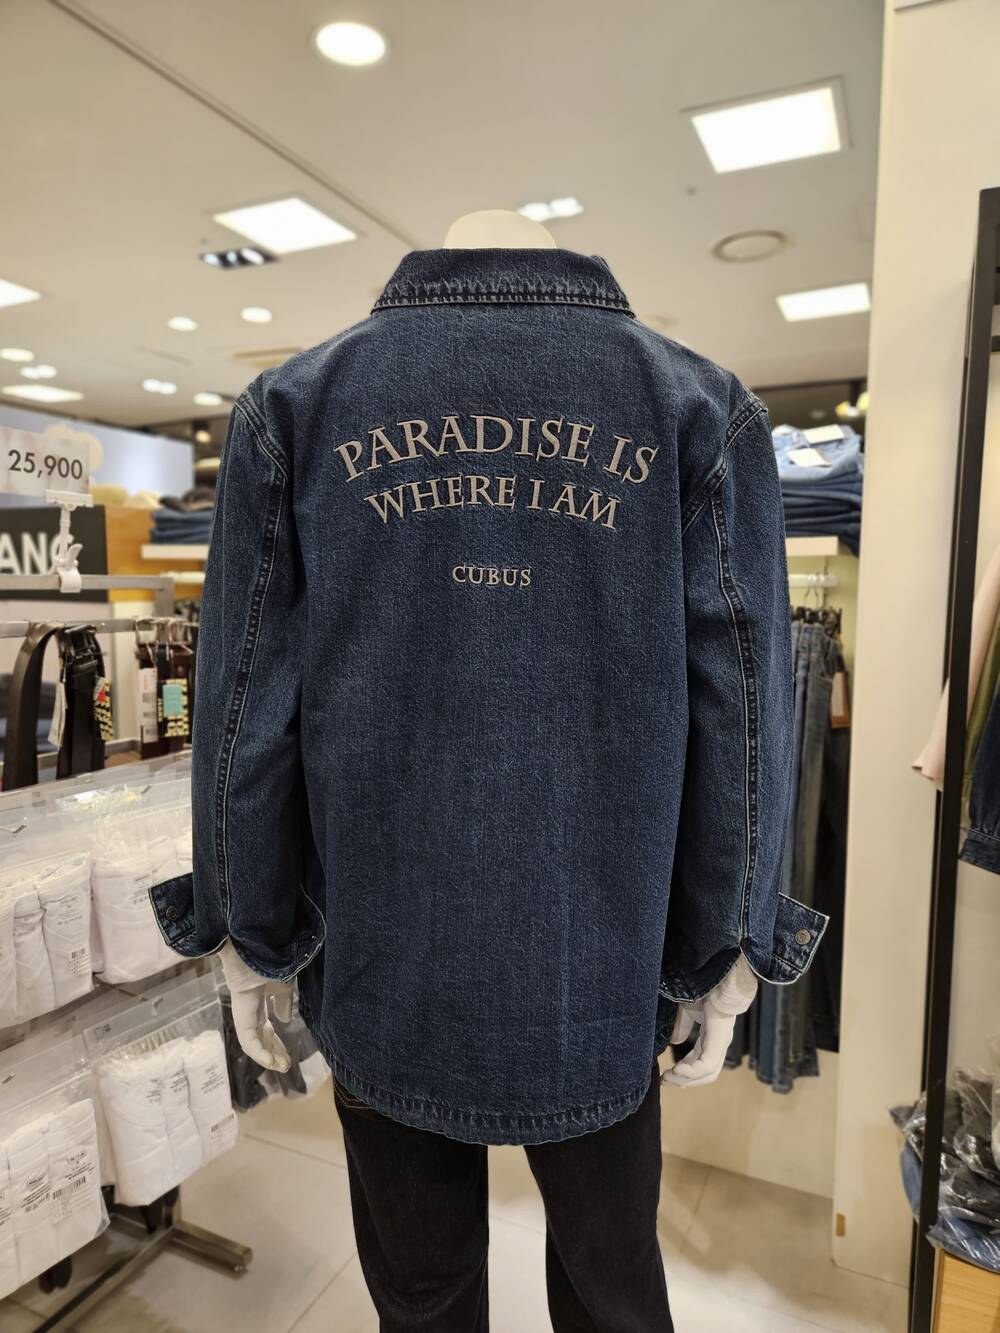 PARADISE IS
WHERE I AM
CUBUS
25,900